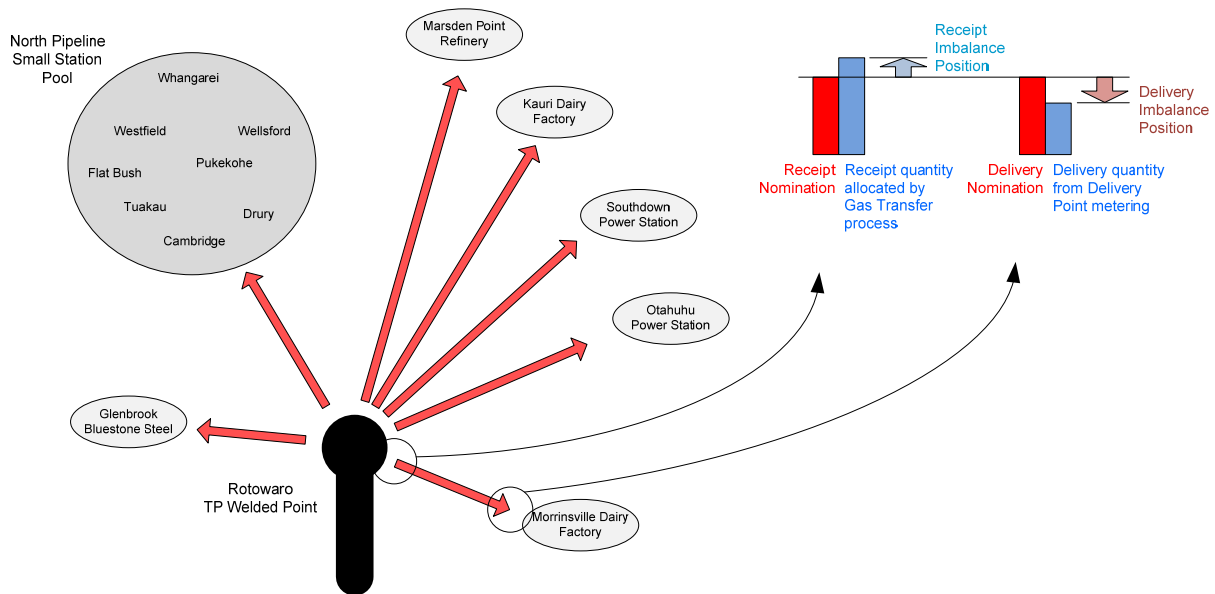 North Pipeline
Small Station
Pool
Whangarei
Westfield
Wellsford
Pukekohe
Flat Bush
Tuakau
Drury
Cambridge
Marsden Point
Refinery
Kauri Dairy
Factory
Southdown
Power Station
Otahuhu
Power Station
Glenbrook
Bluestone Steel
Rotowaro
TP Welded Point
Morrinsville Dairy
Factory
Receipt
Imbalance
Position
Delivery
Imbalance
Position
Receipt
Nomination
Receipt quantity
allocated by
Gas Transfer
process
Delivery
Nomination
Delivery quantity
from Delivery
Point metering